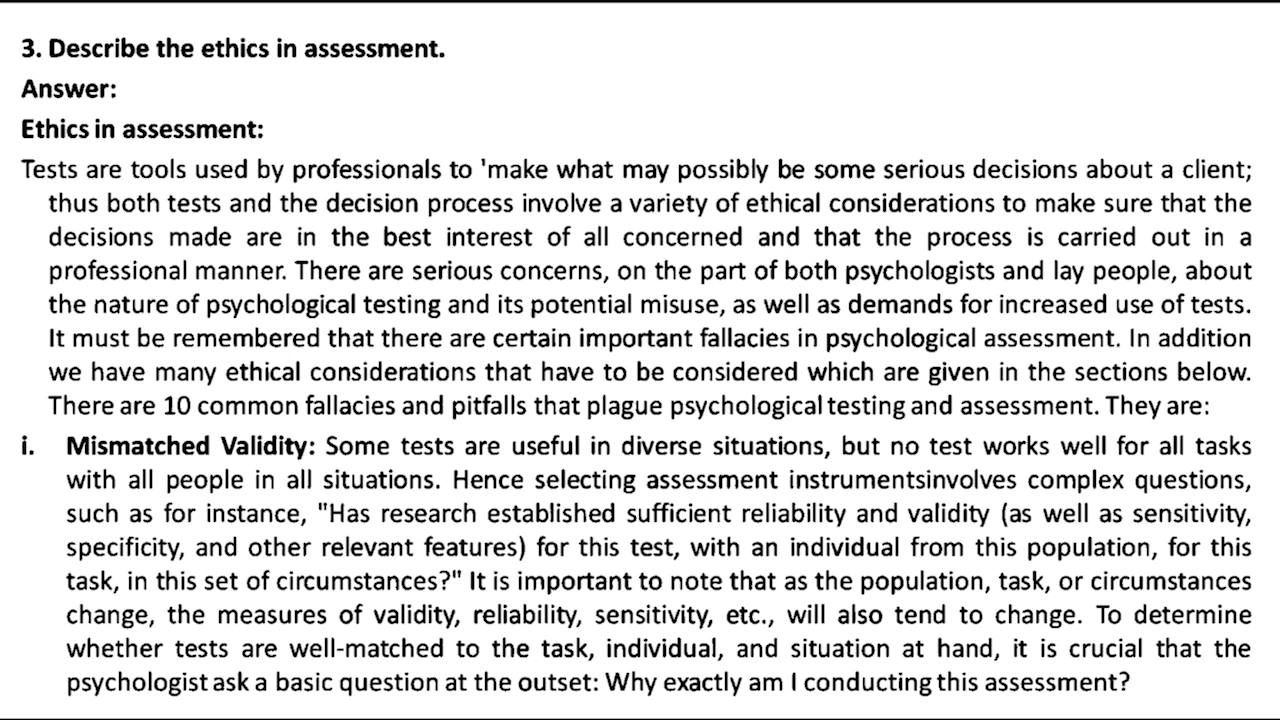 3. Describe the ethics in assessment.
Answer:
Ethics in assessment:
Tests are tools used by professionals to 'make what may possibly be some serious decisions about a client;
thus both tests and the decision process involve a variety of ethical considerations to make sure that the
decisions made are in the best interest of all concerned and that the process is carried out in a
professional manner. There are serious concerns, on the part of both psychologists and lay people, about
the nature of psychological testing and its potential misuse, as well as demands for increased use of tests.
It must be remembered that there are certain important fallacies in psychological assessment. In addition
we have many ethical considerations that have to be considered which are given in the sections below.
There are 10 common fallacies and pitfalls that plague psychological testing and assessment. They are:
i. Mismatched Validity: Some tests are useful in diverse situations, but no test works well for all tasks
with all people in all situations. Hence selecting assessment instrumentsinvolves complex questions,
such as for instance, "Has research established sufficient reliability and validity (as well as sensitivity,
specificity, and other relevant features) for this test, with an individual from this population, for this
task, in this set of circumstances?" It is important to note that as the population, task, or circumstances
change, the measures of validity, reliability, sensitivity, etc., will also tend to change. To determine
whether tests are well-matched to the task, individual, and situation at hand, it is crucial that the
psychologist ask a basic question at the outset: Why exactly am I conducting this assessment?